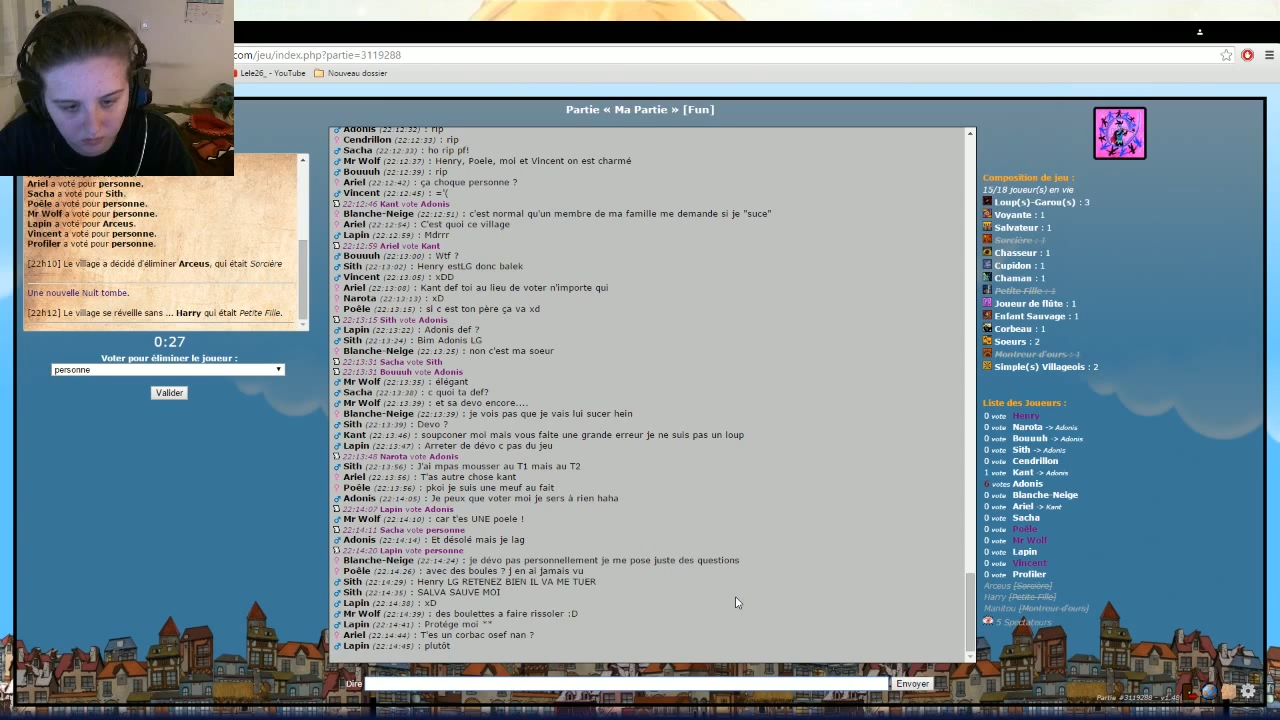 com/jeu/index.php?partie=3119288
Lele26_ - YouTube
Nouveau dossier
Partie « Ma Partie » [Fun]
Ariel a voté pour personne.
Sacha a voté pour Sith.
Poêle a voté pour personne.
Mr Wolf a voté pour personne.
Lapin a voté pour Arceus.
Vincent a voté pour personne.
Profiler a voté pour personne.
[22h10] Le village a décidé d'éliminer Arceus, qui était Sorcière
Une nouvelle Nuit tombe.
[22h12] Le village se réveille sans ... Harry qui était Petite Fille.
0:27
Voter pour éliminer le joueur :
personne
Valider
Adonis (22:12:32) : rip
Cendrillon (22:12:33) : rip
Sacha (22:12:33) : ho rip pf!
Mr Wolf (22:12:37) : Henry, Poele, moi et Vincent on est charmé
Bouuuh (22:12:39) : rip
Ariel (22:12:42) : ça choque personne ?
Vincent (22:12:45) : ='(
22:12:46 Kant vote Adonis
Blanche-Neige (22:12:51) : c'est normal qu'un membre de ma famille me demande si je "suce"
Ariel (22:12:54) : C'est quoi ce village
Lapin (22:12:59) : Mdrrr
22:12:59 Ariel vote Kant
Bouuuh (22:13:00) : Wtf ?
Sith (22:13:02) : Henry estLG donc balek
Vincent (22:13:05) : xDD
Ariel (22:13:08) : Kant def toi au lieu de voter n'importe qui
Narota (22:13:13) : xD
Poêle (22:13:15) : si c est ton père ça va xd
22:13:15 Sith vote Adonis
Lapin (22:13:22) : Adonis def ?
Sith (22:13:24) : Bim Adonis LG
Blanche-Neige (22:13:25) : non c'est ma soeur
22:13:31 Sacha vote Sith
22:13:31 Bouuuh vote Adonis
Mr Wolf (22:13:35) : élégant
Sacha (22:13:38) : c quoi ta def?
Mr Wolf (22:13:39) : et sa devo encore....
Blanche-Neige (22:13:39) : je vois pas que je vais lui sucer hein
Sith (22:13:39) : Devo ?
Kant (22:13:46) : soupconer moi mais vous faite une grande erreur je ne suis pas un loup
Lapin (22:13:47) : Arreter de dévo c pas du jeu
22:13:48 Narota vote Adonis
Sith (22:13:56) : J'ai mpas mousser au T1 mais au T2
Ariel (22:13:56) : T'as autre chose kant
Poêle (22:13:56) : pkoi je suis une meuf au fait
Adonis (22:14:05) : Je peux que voter moi je sers à rien haha
22:14:07 Lapin vote Adonis
Mr Wolf (22:14:10) : car t'es UNE poele !
22:14:11 Sacha vote personne
Adonis (22:14:14) : Et désolé mais je lag
22:14:20 Lapin vote personne
Blanche-Neige (22:14:24) : je dévo pas personnellement je me pose juste des questions
Poêle (22:14:26) : avec des boules ? j en ai jamais vu
Sith (22:14:29) : Henry LG RETENEZ BIEN IL VA ME TUER
Sith (22:14:35) : SALVA SAUVE MOI
Lapin (22:14:38) : xD
Mr Wolf (22:14:39) : des boulettes a faire rissoler :D
Lapin (22:14:41) : Protége moi **
Ariel (22:14:44) : T'es un corbac osef nan ?
Lapin (22:14:45) : plutôt
Dire
Envoyer
Composition de jeu :
15/18 joueur(s) en vie
Loup(s)-Garou(s) : 3
Voyante : 1
Salvateur : 1
Sorcière : 1
Chasseur : 1
Cupidon : 1
Chaman : 1
Petite Fille : 1
Joueur de flûte : 1
Enfant Sauvage : 1
Corbeau : 1
Soeurs : 2
Montreur d'ours : 1
Simple(s) Villageois : 2
Liste des Joueurs :
0 vote Henry
0 vote Narota -> Adonis
0 vote Bouuuh -> Adonis
0 vote Sith -> Adonis
0 vote Cendrillon
1 vote Kant -> Adonis
6 votes Adonis
0 vote Blanche-Neige
0 vote Ariel -> Kant
0 vote Sacha
0 vote Poêle
0 vote Mr Wolf
0 vote Lapin
0 vote Vincent
0 vote Profiler
Arceus [Sorcière]
Harry [Petite Fille]
Manitou [Montreur d'ours]
5 Spectateurs
Partie #3119288 - v1.48